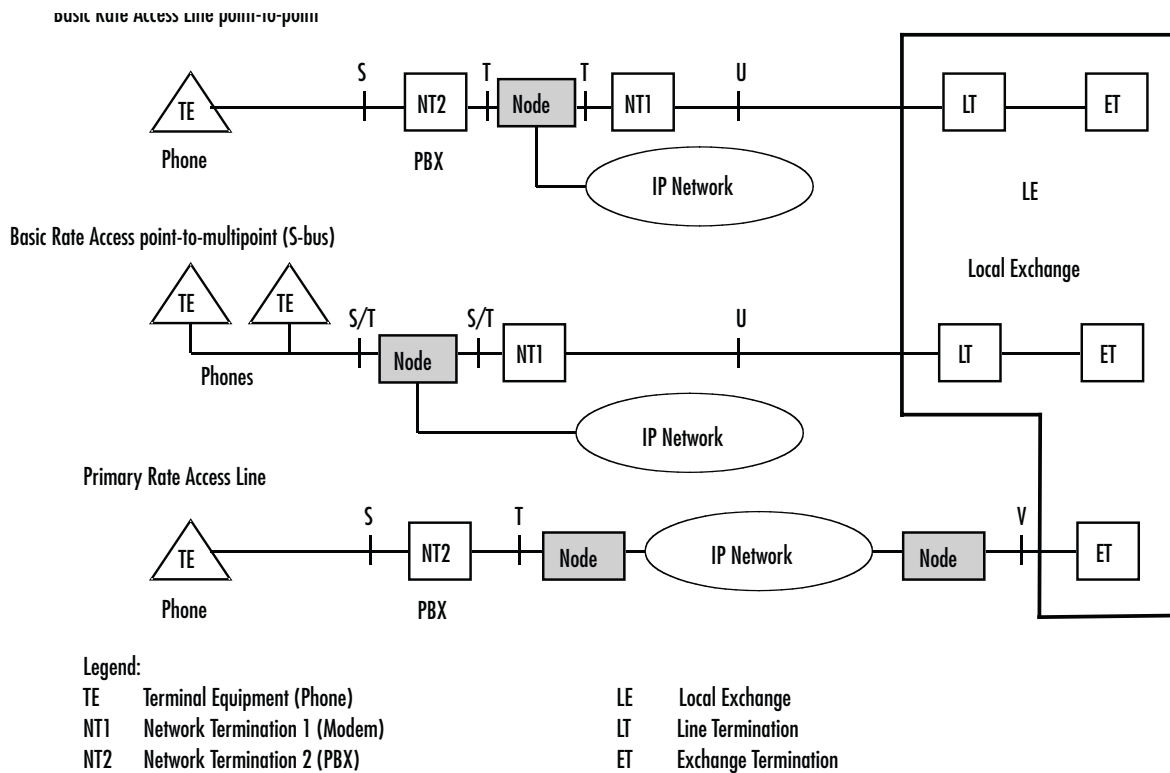 Basic Rate Access Line point-to-point
S T T U
TE NT2 Node NT1 LT ET
Phone PBX
IP Network
LE
Basic Rate Access point-to-multipoint (S-bus)
Local Exchange
TE TE
S/T S/T U
Node NT1 LT ET
Phones
IP Network
Primary Rate Access Line
S T V
TE NT2 Node IP Network Node ET
Phone PBX
Legend:
TE Terminal Equipment (Phone) LE Local Exchange
NT1 Network Termination 1 (Modem) LT Line Termination
NT2 Network Termination 2 (PBX) ET Exchange Termination